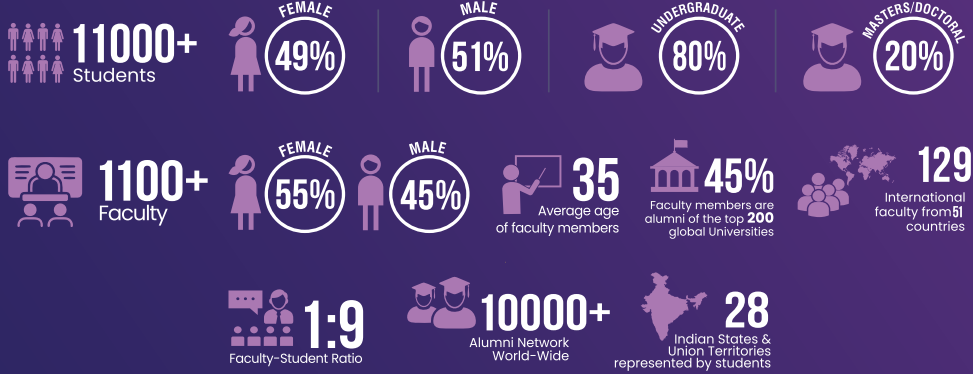 11000+
Students
FEMALE
49%
MALE
51%
UNDERGRADUATE
80%
MASTERS/DOCTORAL
20%
1100+
Faculty
FEMALE
55%
MALE
45%
35
Average age
of faculty members
45%
Faculty members are
alumni of the top 200
global Universities
129
International
faculty from51
countries
1:9
Faculty-Student Ratio
10000+
Alumni Network
World-Wide
28
Indian States &
Union Territories
represented by students